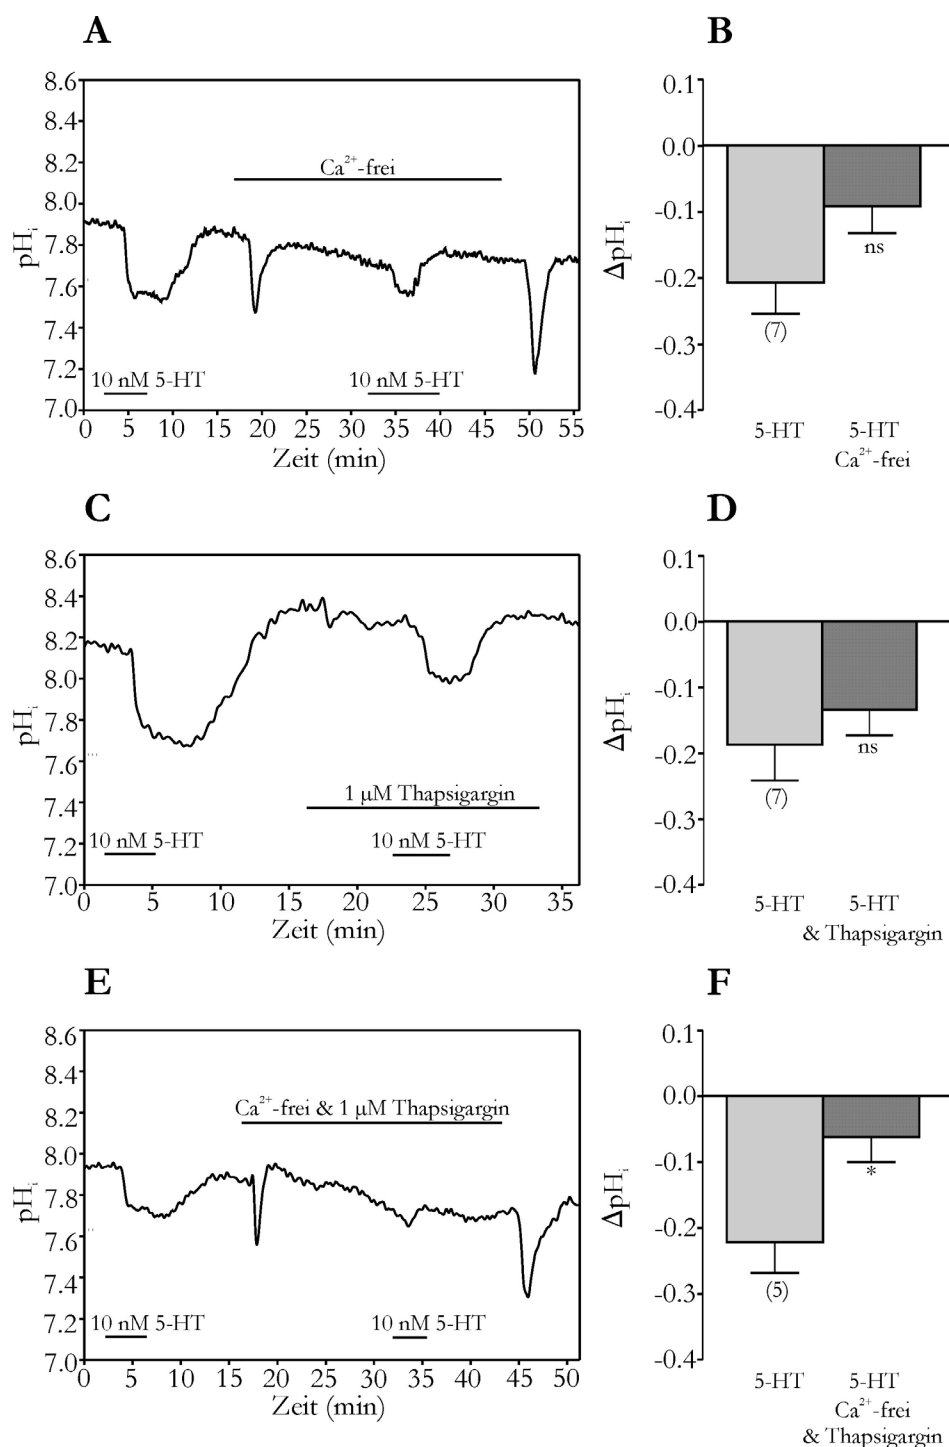 A
8.6
8.4
8.2
8.0
7.8
7.6
7.4
7.2
7.0
pHᵢ
Ca²⁺-frei
10 nM 5-HT
10 nM 5-HT
0 5 10 15 20 25 30 35 40 45 50 55
Zeit (min)
B
0.1
0.0
-0.1
-0.2
-0.3
-0.4
ΔpHᵢ
ns
(7)
5-HT 5-HT
Ca²⁺-frei
C
8.6
8.4
8.2
8.0
7.8
7.6
7.4
7.2
7.0
pHᵢ
1 µM Thapsigargin
10 nM 5-HT
10 nM 5-HT
0 5 10 15 20 25 30 35
Zeit (min)
D
0.1
0.0
-0.1
-0.2
-0.3
-0.4
ΔpHᵢ
ns
(7)
5-HT 5-HT
& Thapsigargin
E
8.6
8.4
8.2
8.0
7.8
7.6
7.4
7.2
7.0
pHᵢ
Ca²⁺-frei & 1 µM Thapsigargin
10 nM 5-HT
10 nM 5-HT
0 5 10 15 20 25 30 35 40 45 50
Zeit (min)
F
0.1
0.0
-0.1
-0.2
-0.3
-0.4
ΔpHᵢ
*
(5)
5-HT 5-HT
Ca²⁺-frei
& Thapsigargin